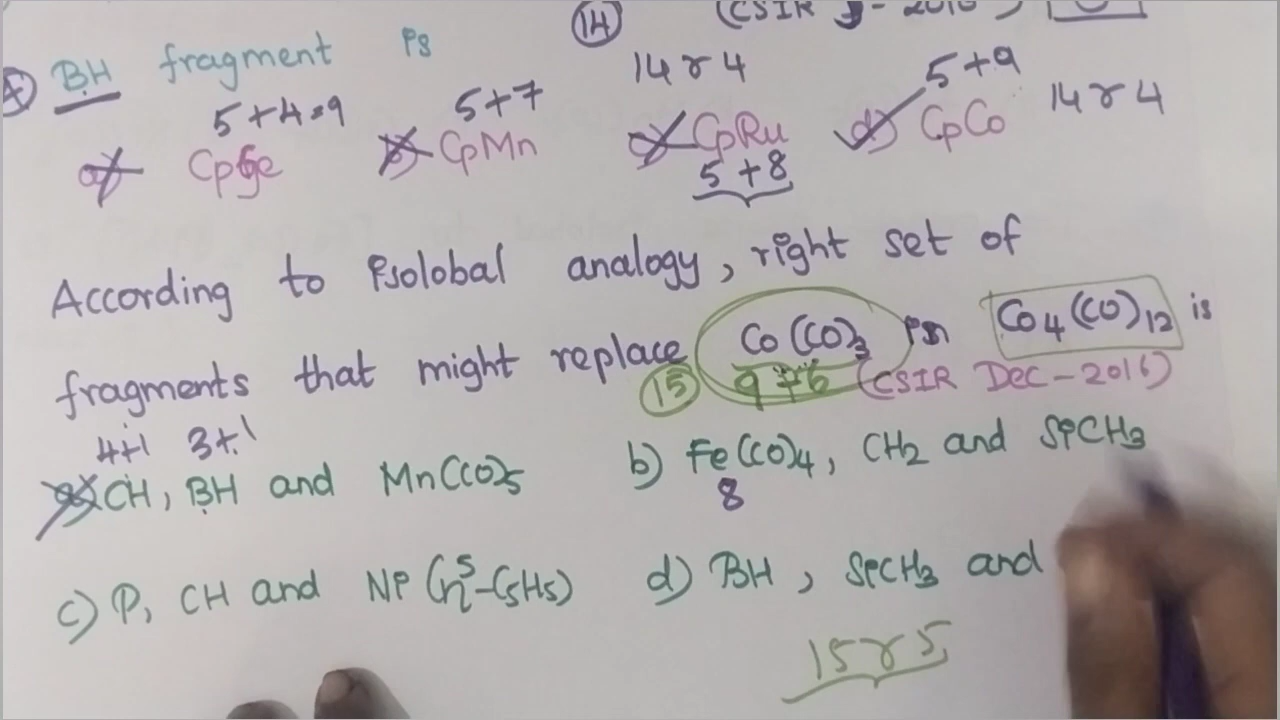 14 (CSIR J - 2016)
BH fragment is
5+4=9 5+7 14 or 4 5+9 14 or 4
a) CpGe b) CpMn c) CpRu d) CpCo
5+8
According to isolobal analogy, right set of
fragments that might replace Co(CO)3 in Co4(CO)12 is
15 9+6 (CSIR Dec-2016)
4+1 3+1
a) CH, BH and Mn(CO)5 b) Fe(CO)4, CH2 and SiCH3
8
c) P, CH and Ni(η5-C5H5) d) BH, SiCH3 and
15 or 5